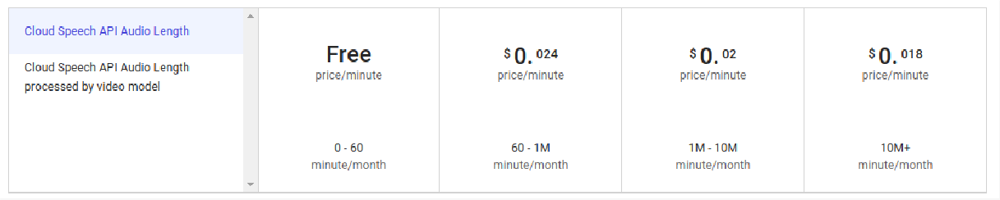 Cloud Speech API Audio Length
Cloud Speech API Audio Length
processed by video model
Free
price/minute
0 - 60
minute/month
$0.024
price/minute
60 - 1M
minute/month
$0.02
price/minute
1M - 10M
minute/month
$0.018
price/minute
10M+
minute/month